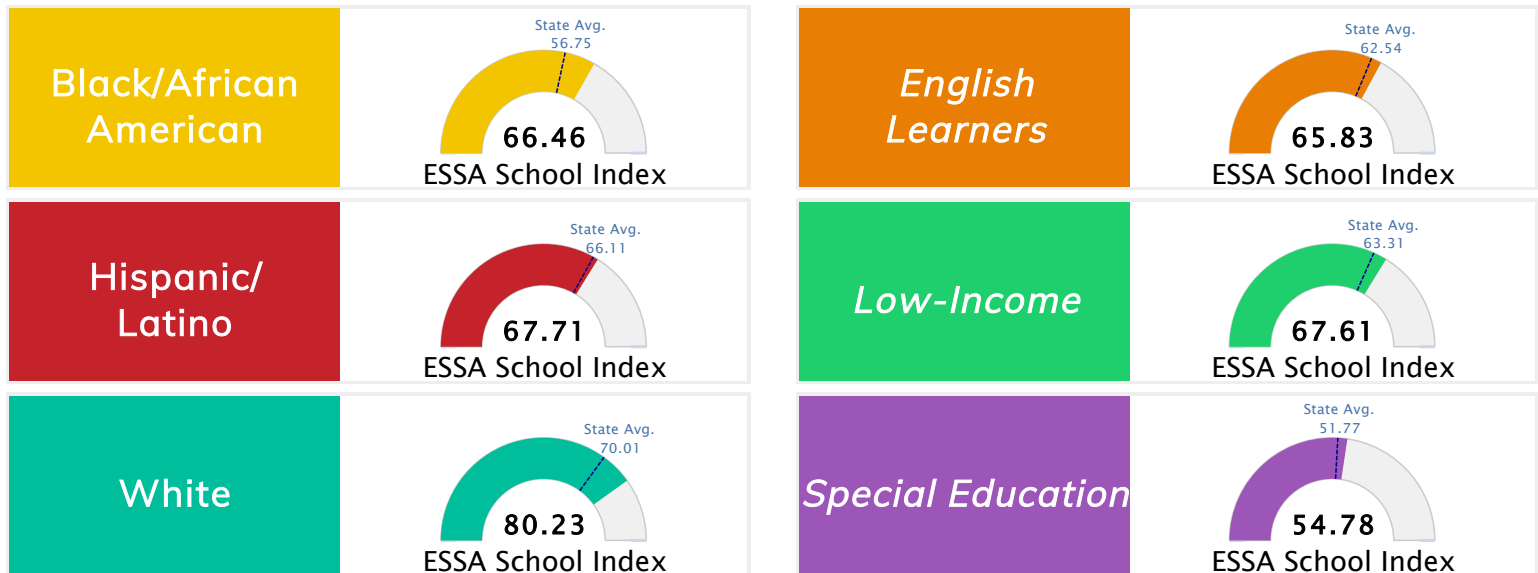 Black/African
American
State Avg.
56.75
66.46
ESSA School Index
English
Learners
State Avg.
62.54
65.83
ESSA School Index
Hispanic/
Latino
State Avg.
66.11
67.71
ESSA School Index
Low-Income
State Avg.
63.31
67.61
ESSA School Index
White
State Avg.
70.01
80.23
ESSA School Index
Special Education
State Avg.
51.77
54.78
ESSA School Index